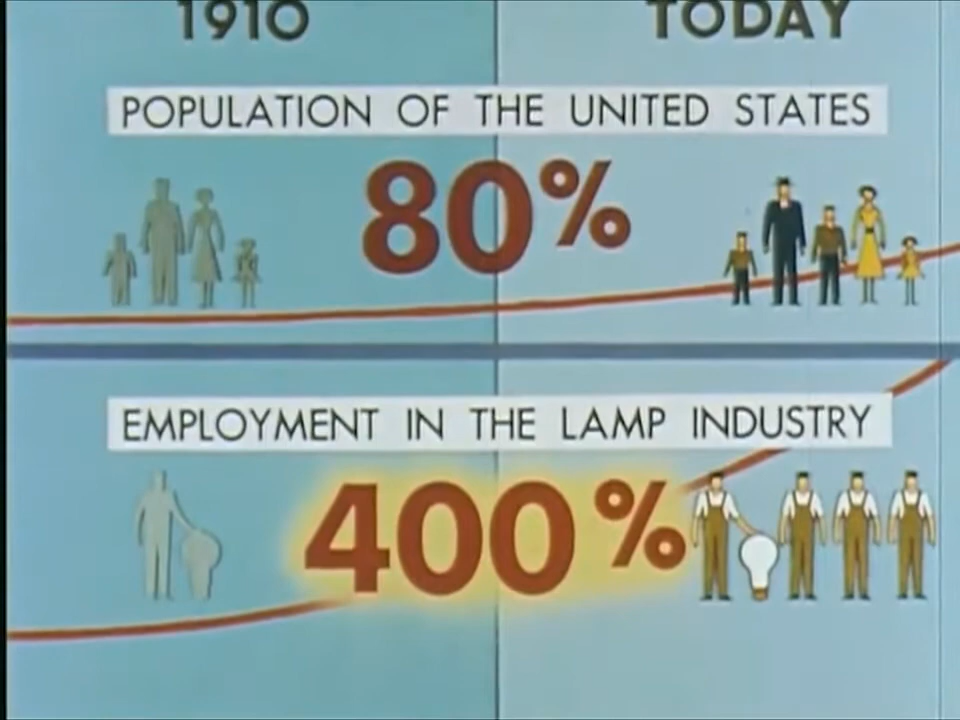 1910 TODAY
POPULATION OF THE UNITED STATES
80%
EMPLOYMENT IN THE LAMP INDUSTRY
400%